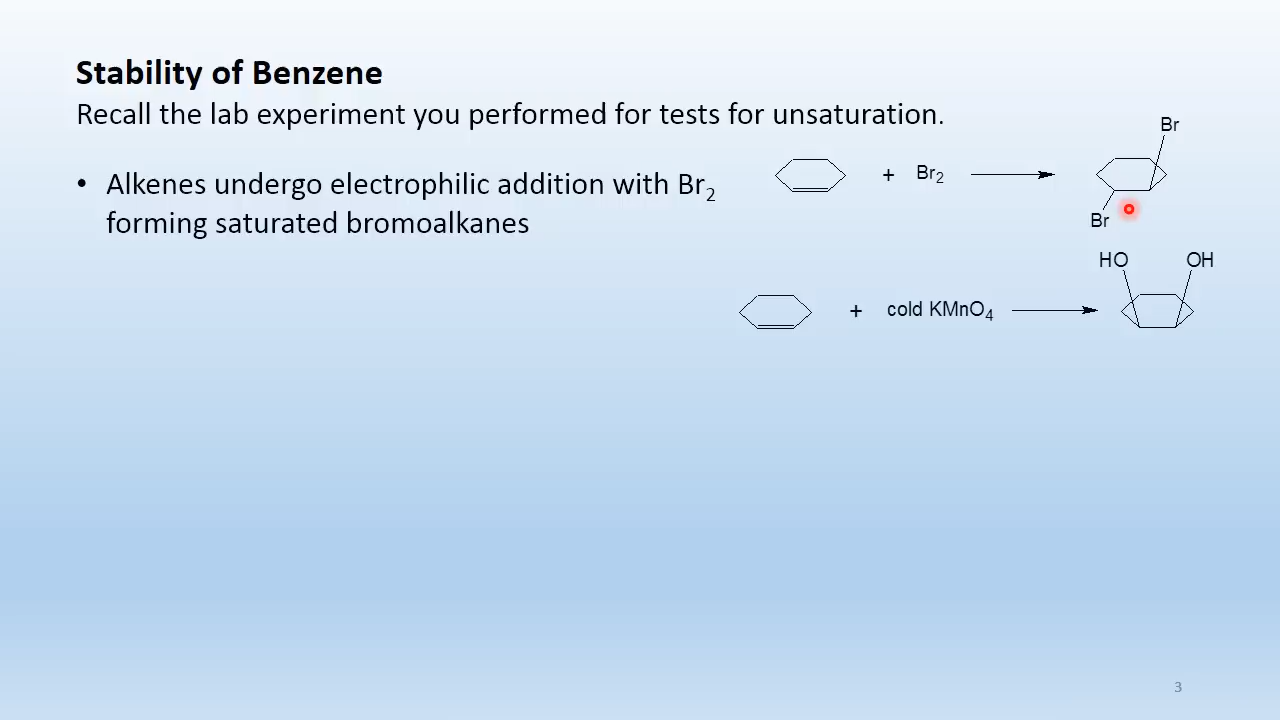 Stability of Benzene
Recall the lab experiment you performed for tests for unsaturation.
• Alkenes undergo electrophilic addition with Br₂
forming saturated bromoalkanes
+ Br₂
Br
Br
+ cold KMnO₄
HO OH
3